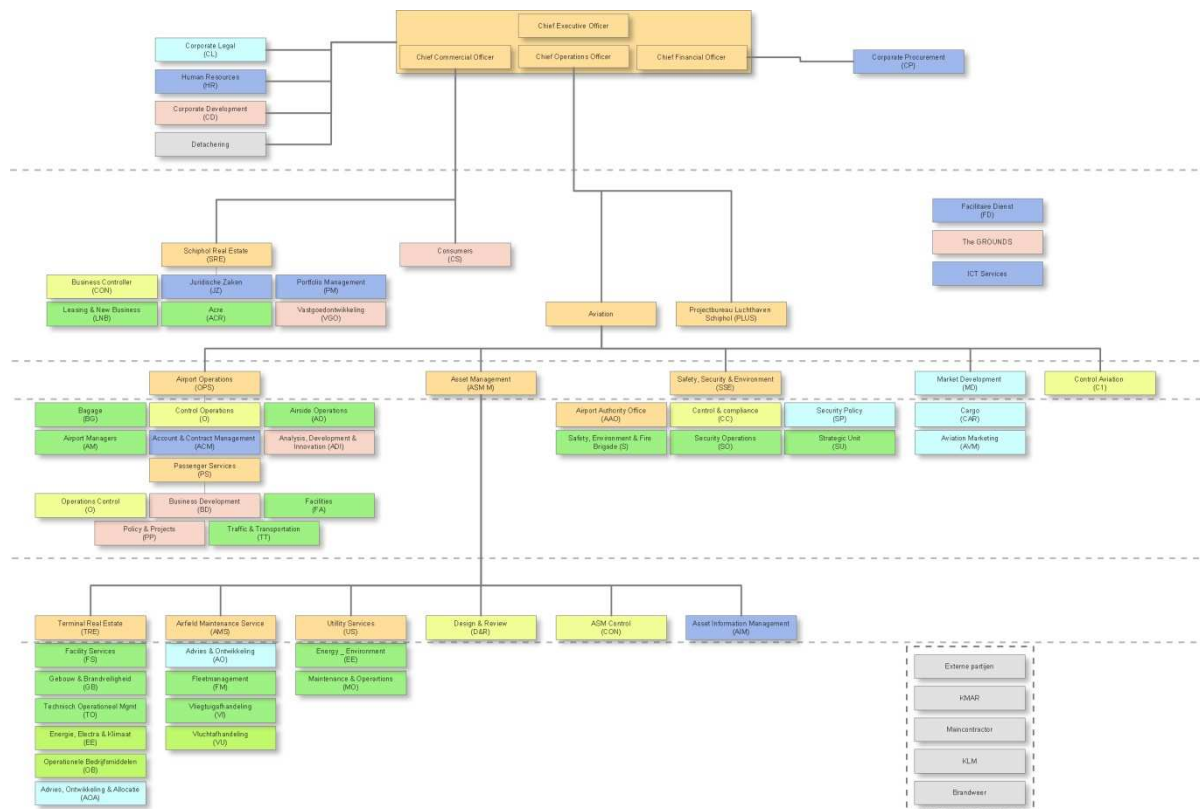 Chief Executive Officer
Chief Commercial Officer
Chief Operations Officer
Chief Financial Officer
Corporate Legal
(CL)
Human Resources
(HR)
Corporate Development
(CD)
Detachering
Corporate Procurement
(CP)
Schiphol Real Estate
(SRE)
Business Controller
(CON)
Juridische Zaken
(JZ)
Portfolio Management
(PM)
Leasing & New Business
(LNB)
Acre
(ACR)
Vastgoedontwikkeling
(VGO)
Consumers
(CS)
Facilitaire Dienst
(FD)
The GROUNDS
ICT Services
Aviation
Projectbureau Luchthaven
Schiphol (PLUS)
Airport Operations
(OPS)
Asset Management
(ASM M)
Safety, Security & Environment
(SSE)
Market Development
(MD)
Control Aviation
(C1)
Bagage
(BG)
Control Operations
(O)
Airside Operations
(AO)
Airport Managers
(AM)
Account & Contract Management
(ACM)
Analysis, Development &
Innovation (ADI)
Passenger Services
(PS)
Operations Control
(O)
Business Development
(BD)
Facilities
(FA)
Policy & Projects
(PP)
Traffic & Transportation
(TT)
Airport Authority Office
(AAO)
Control & compliance
(CC)
Security Policy
(SP)
Safety, Environment & Fire
Brigade (S)
Security Operations
(SO)
Strategic Unit
(SU)
Cargo
(CAR)
Aviation Marketing
(AVM)
Terminal Real Estate
(TRE)
Airfield Maintenance Service
(AMS)
Utility Services
(US)
Design & Review
(D&R)
ASM Control
(CON)
Asset Information Management
(AIM)
Facility Services
(FS)
Gebouw & Brandveiligheid
(GB)
Technisch Operationeel Mgmt
(TO)
Energie, Electra & Klimaat
(EE)
Operationele Bedrijfsmiddelen
(OB)
Advies, Ontwikkeling & Allocatie
(AOA)
Advies & Ontwikkeling
(AO)
Fleetmanagement
(FM)
Vliegtuigafhandeling
(VI)
Vluchtafhandeling
(VU)
Energy _ Environment
(EE)
Maintenance & Operartions
(MO)
Externe partijen
KMAR
Maincontractor
KLM
Brandweer